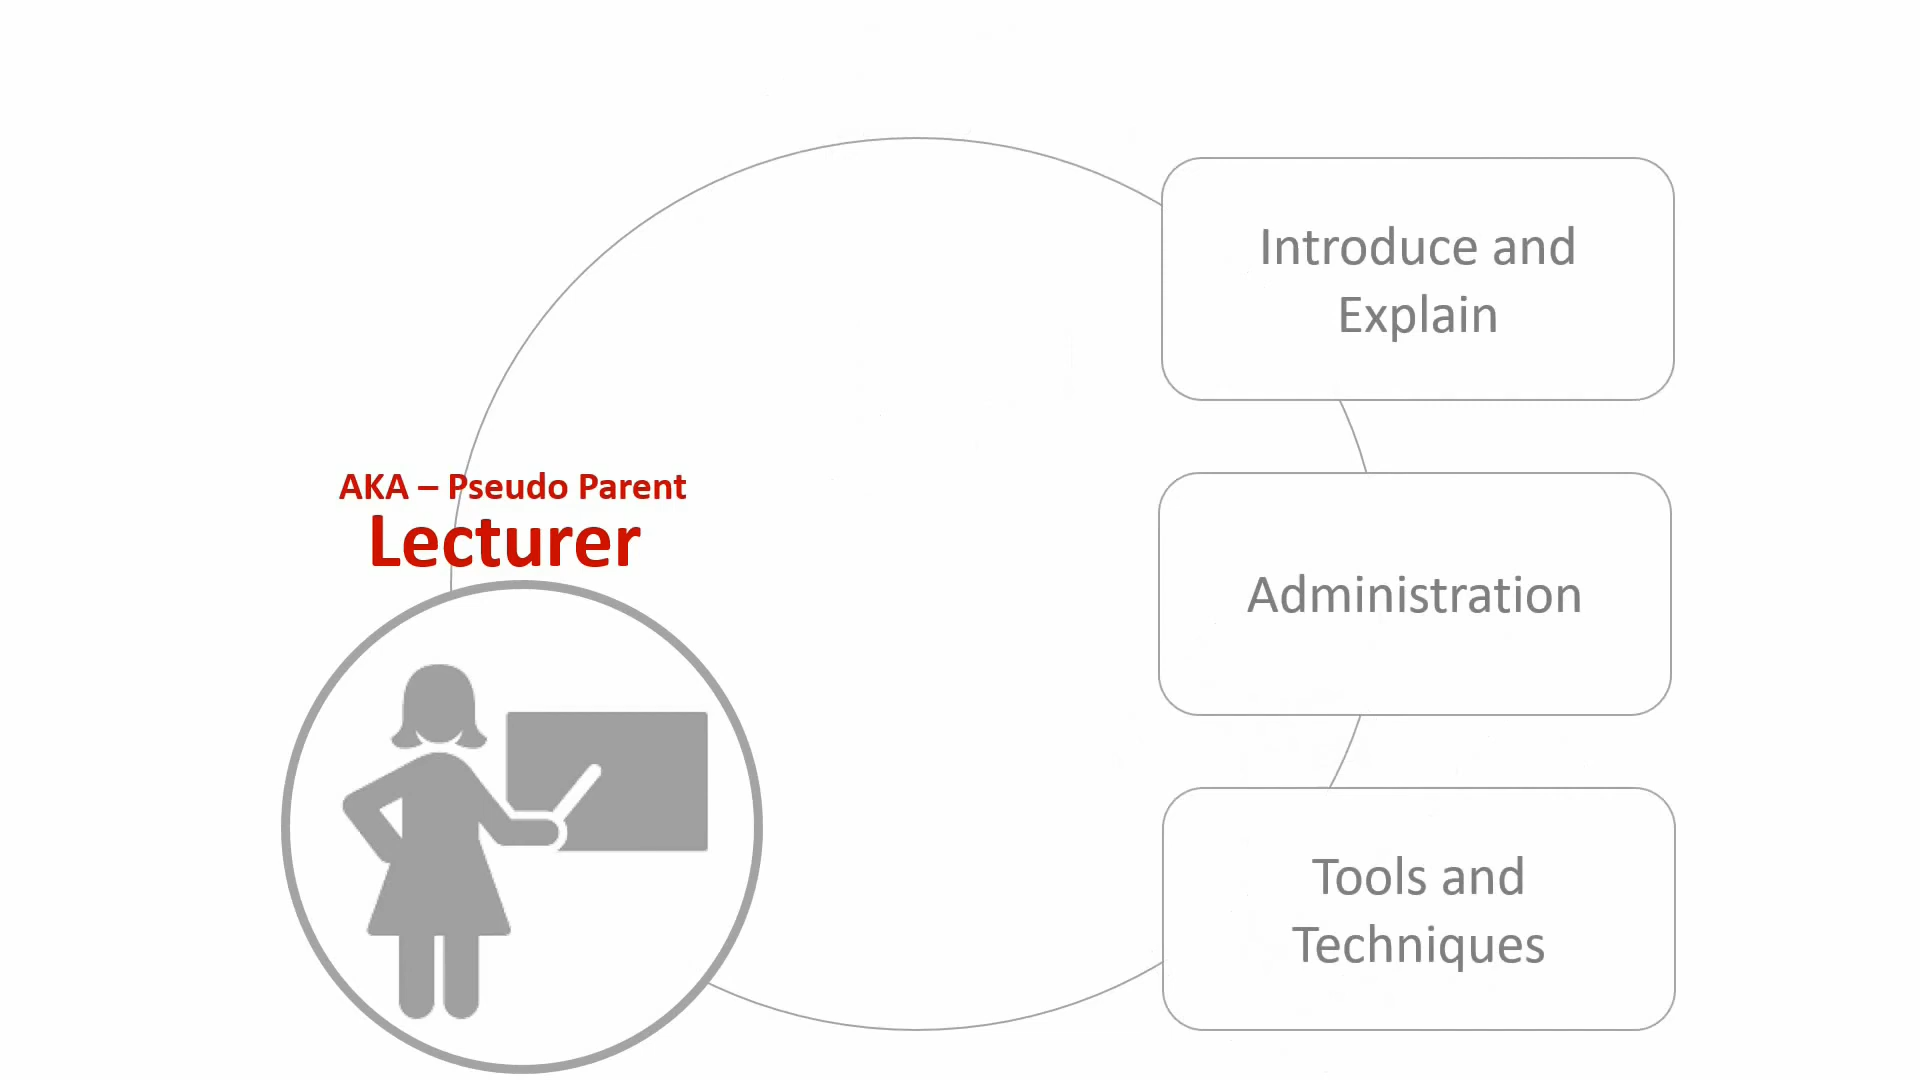 AKA – Pseudo Parent
Lecturer
Introduce and
Explain
Administration
Tools and
Techniques